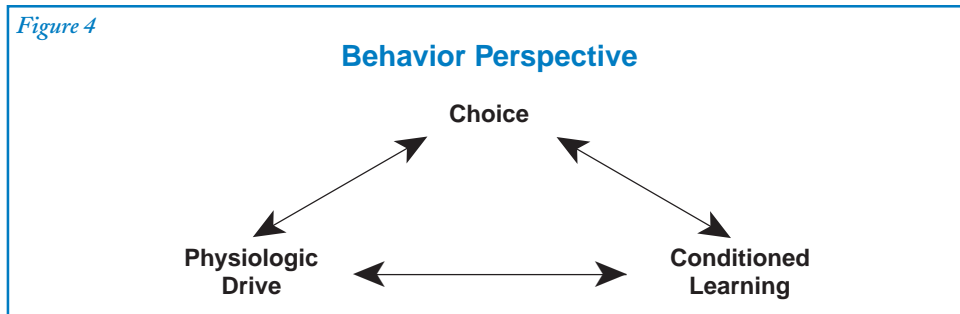 Figure 4
Behavior Perspective
Choice
Physiologic
Drive
Conditioned
Learning